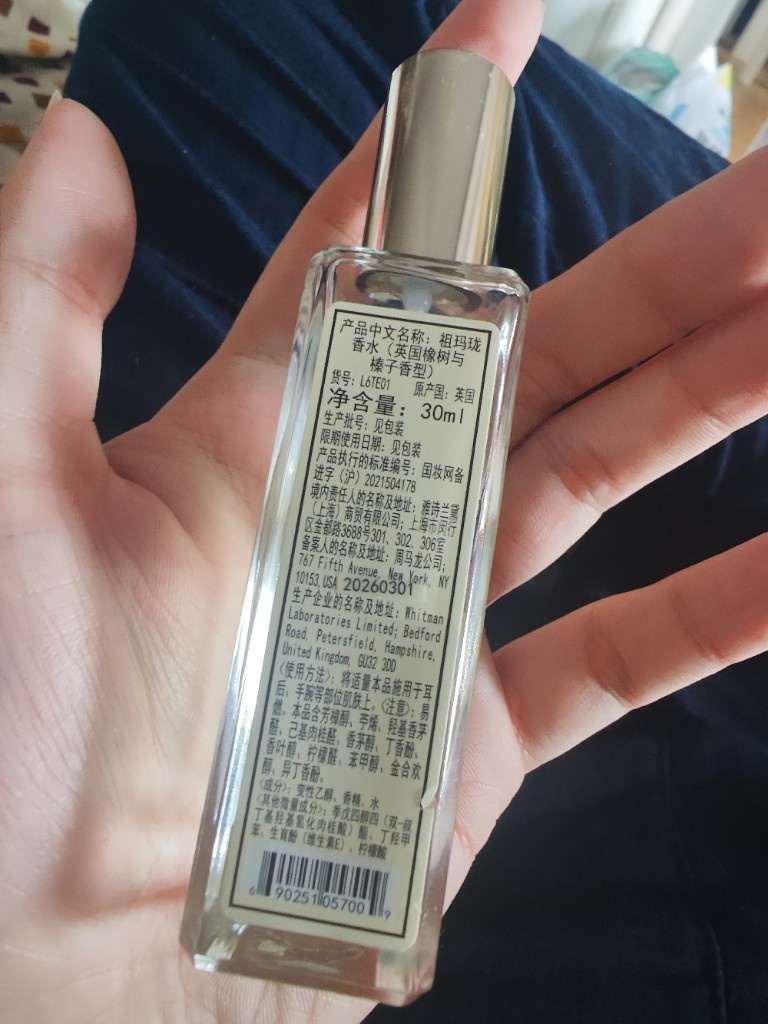 产品中文名称：祖玛珑
香水（英国橡树与
榛子香型）
货号：L6TE01 原产国：英国
净含量：30ml
生产批号：见包装
限期使用日期：见包装
产品执行的标准编号：国妆网备
进字（沪）2021504178
境内责任人的名称及地址：雅诗兰黛
（上海）商贸有限公司；上海市闵行
区金都路3688号301、302、306室
备案人的名称及地址：周马龙公司；
767 Fifth Avenue, New York, NY
10153,USA 20260301
生产企业的名称及地址：Whitman
Laboratories Limited; Bedford
Road, Petersfield, Hampshire,
United Kingdom, GU32 3DD
〈使用方法〉：将适量本品施用于耳
后、手腕等部位肌肤上。〈注意〉：易
燃。本品含芳樟醇、苧烯、羟基香茅
醛、己基肉桂醛、香茅醇、丁香酚、
香叶醇、柠檬醛、苯甲醇、金合欢
醇、异丁香酚。
〈成分〉：变性乙醇、香精、水
〈其他微量成分〉：季戊四醇四（双-叔
丁基羟基氢化肉桂酸）酯、丁羟甲
苯、生育酚（维生素E）、柠檬酸
6 90251 05700 9